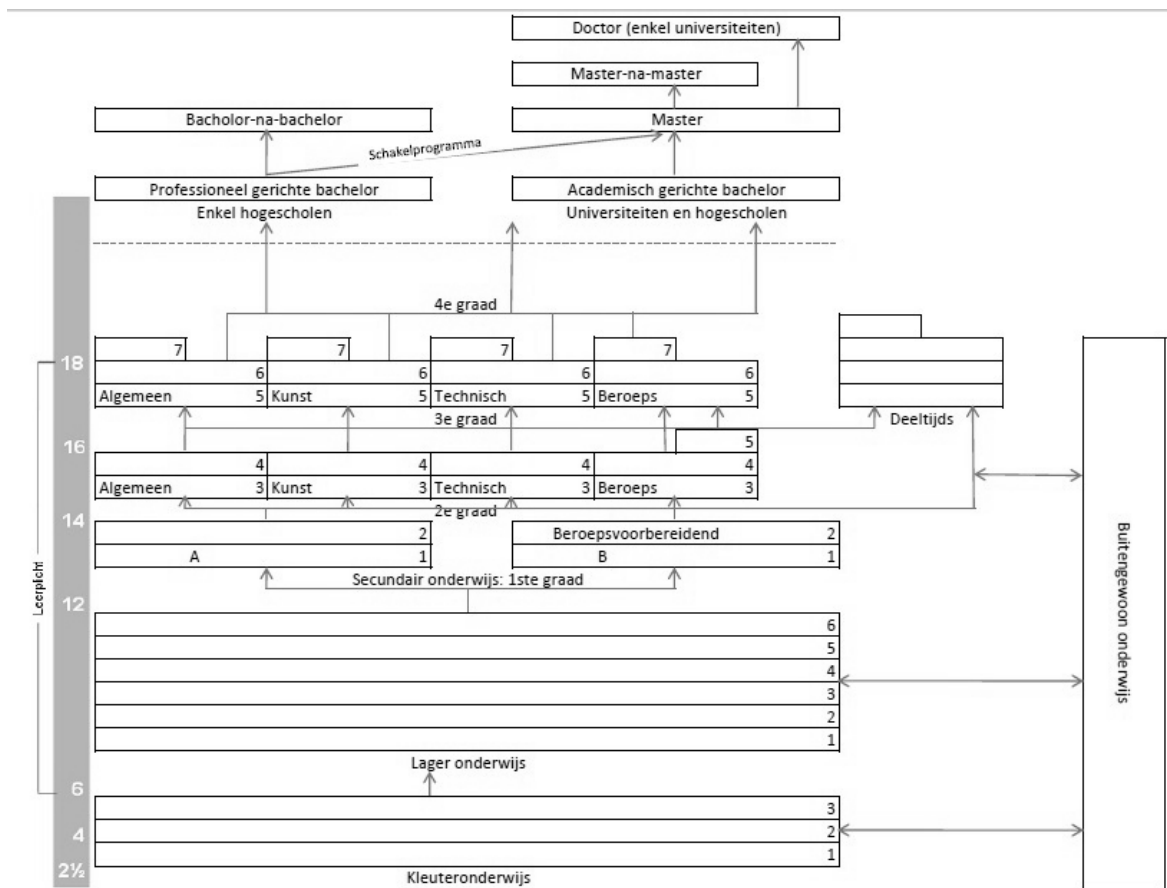 Doctor (enkel universiteiten)
Master-na-master
Bacholor-na-bachelor
Master
Schakelprogramma
Professioneel gerichte bachelor
Academisch gerichte bachelor
Enkel hogescholen
Universiteiten en hogescholen
4e graad
7 7 7 7
18
6 6 6 6
Algemeen 5 Kunst 5 Technisch 5 Beroeps 5
3e graad
Deeltijds
16
5
4 4 4 4
Algemeen 3 Kunst 3 Technisch 3 Beroeps 3
2e graad
14
2 Beroepsvoorbereidend 2
A 1 B 1
Secundair onderwijs: 1ste graad
12
Leerplicht
6
5
4
3
2
1
Lager onderwijs
6
3
4
2
1
2½
Kleuteronderwijs
Buitengewoon onderwijs